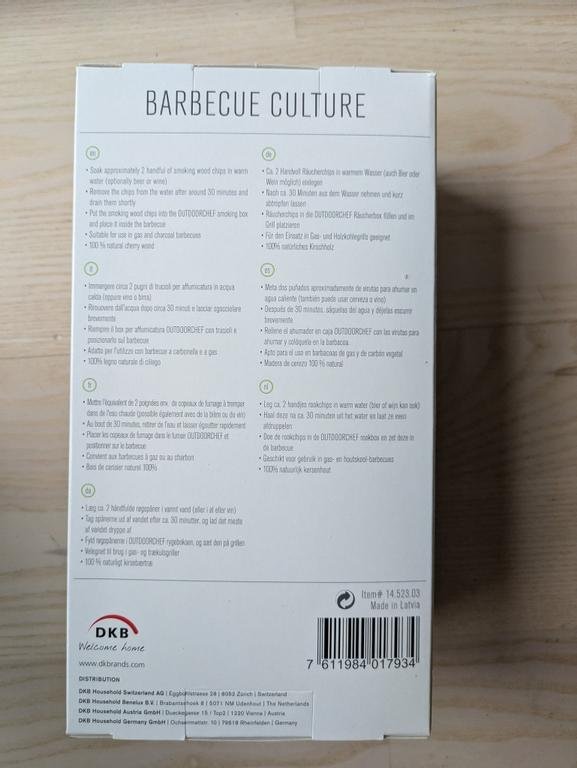 BARBECUE CULTURE
en
• Soak approximately 2 handful of smoking wood chips in warm
water (optionally beer or wine)
• Remove the chips from the water after around 30 minutes and
drain them shortly
• Put the smoking wood chips into the OUTDOORCHEF smoking box
and place it inside the barbecue
• Suitable for use in gas and charcoal barbecues
• 100 % natural cherry wood
de
• Ca. 2 Handvoll Räucherchips in warmem Wasser (auch Bier oder
Wein möglich) einlegen
• Nach ca. 30 Minuten aus dem Wasser nehmen und kurz
abtropfen lassen
• Räucherchips in die OUTDOORCHEF Räucherbox füllen und im
Grill platzieren
• Für den Einsatz in Gas- und Holzkohlegrills geeignet
• 100% natürliches Kirschholz
it
• Immergere circa 2 pugni di trucioli per affumicatura in acqua
calda (oppure vino o birra)
• Rimuovere dall'acqua dopo circa 30 minuti e lasciar sgocciolare
brevemente
• Riempire il box per affumicatura OUTDOORCHEF con trucioli e
posizionarlo sul barbecue
• Adatto per l'utilizzo con barbecue a carbonella e a gas
• 100% legno naturale di ciliego
es
• Meta dos puñados aproximadamente de virutas para ahumar en
agua caliente (también puede usar cerveza o vino)
• Después de 30 minutos, sáquelas del agua y déjelas escurrir
brevemente
• Rellene el ahumador en caja OUTDOORCHEF con las virutas para
ahumar y colóquela en la barbacoa
• Apto para el uso en barbacoas de gas y de carbón vegetal
• Madera de cerezo 100 % natural
fr
• Mettre l'équivalent de 2 poignées env. de copeaux de fumage à tremper
dans de l'eau chaude (possible également avec de la bière ou du vin)
• Au bout de 30 minutes, retirer de l'eau et laisser égoutter rapidement
• Placer les copeaux de fumage dans le fumoir OUTDOORCHEF et
positionner sur le barbecue
• Convient aux barbecues à gaz ou au charbon
• Bois de cerisier naturel 100%
nl
• Leg ca. 2 handjes rookchips in warm water (bier of wijn kan ook)
• Haal deze na ca. 30 minuten uit het water en laat ze even
afdruppelen
• Doe de rookchips in de OUTDOORCHEF rookbox en zet deze in
de barbecue
• Geschikt voor gebruik in gas- en houtskool-barbecues
• 100% natuurlijk kersenhout
da
• Læg ca. 2 håndfulde røgspåner i varmt vand (eller i øl eller vin)
• Tag spånerne ud af vandet efter ca. 30 minutter, og lad det meste
af vandet dryppe af
• Fyld røgspånerne i OUTDOORCHEF rygeboksen, og sæt den på grillen
• Velegnet til brug i gas- og trækulsgriller
• 100 % naturligt kirsebærtræ
Item# 14.523.03
Made in Latvia
7 611984 017934
DKB
Welcome home
www.dkbrands.com
DISTRIBUTION
DKB Household Switzerland AG | Eggbühlstrasse 28 | 8052 Zürich | Switzerland
DKB Household Benelux B.V. | Brabantsehoek 8 | 5071 NM Udenhout | The Netherlands
DKB Household Austria GmbH | Dueckegasse 15 / Top2 | 1220 Vienna | Austria
DKB Household Germany GmbH | Ochsenmattstr. 10 | 79618 Rheinfelden | Germany